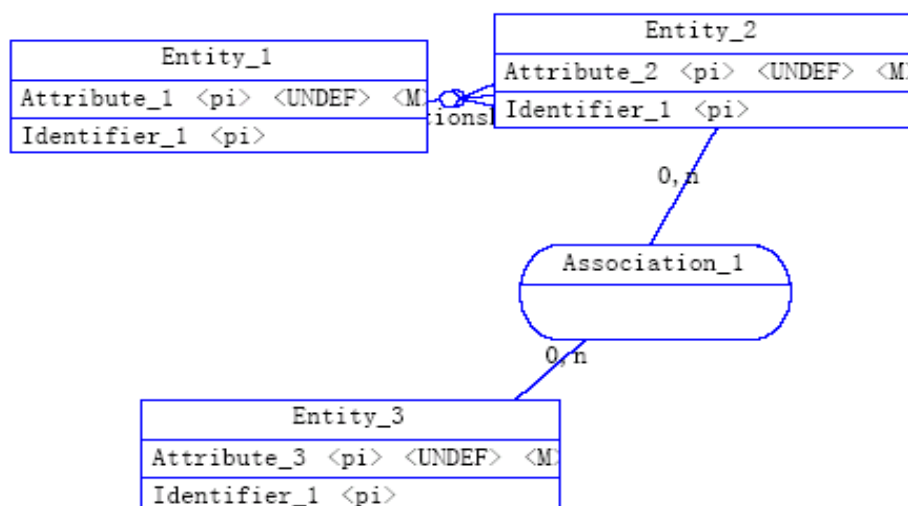 Entity_1
Attribute_1 <pi> <UNDEF> <M>
Identifier_1 <pi>
Entity_2
Attribute_2 <pi> <UNDEF> <M
Identifier_1 <pi>
0,n
Association_1
0,n
Entity_3
Attribute_3 <pi> <UNDEF> <M>
Identifier_1 <pi>